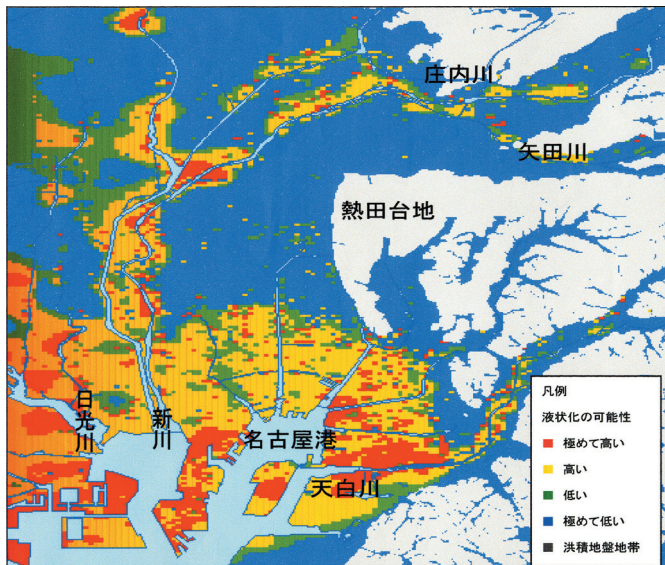 庄内川
矢田川
熱田台地
日光川
新川
名古屋港
天白川
凡例
液状化の可能性
極めて高い
高い
低い
極めて低い
洪積地盤地帯